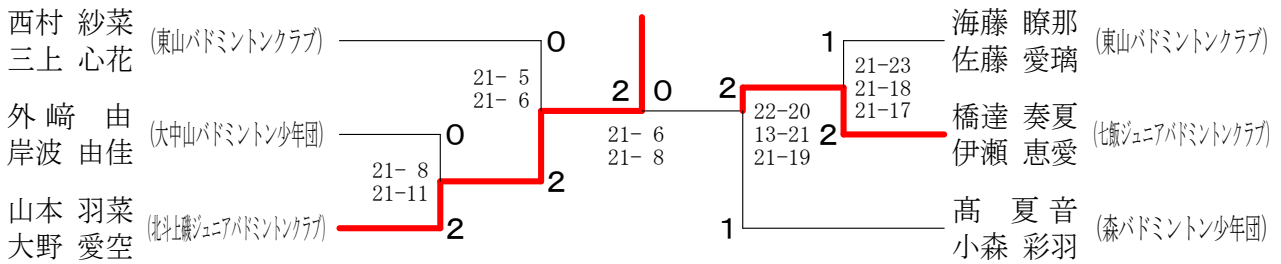 西村 紗菜
三上 心花
(東山バドミントンクラブ)
0
21- 5
21- 6
外﨑 由
岸波 由佳
(大中山バドミントン少年団)
0
21- 8
21-11
2
山本 羽菜
大野 愛空
(北斗上磯ジュニアバドミントンクラブ)
2
2 0
21- 6
21- 8
海藤 瞭那
佐藤 愛璃
(東山バドミントンクラブ)
1
21-23
21-18
21-17
2
22-20
13-21
21-19
2
橋達 奏夏
伊瀬 恵愛
(七飯ジュニアバドミントンクラブ)
1
髙 夏音
小森 彩羽
(森バドミントン少年団)